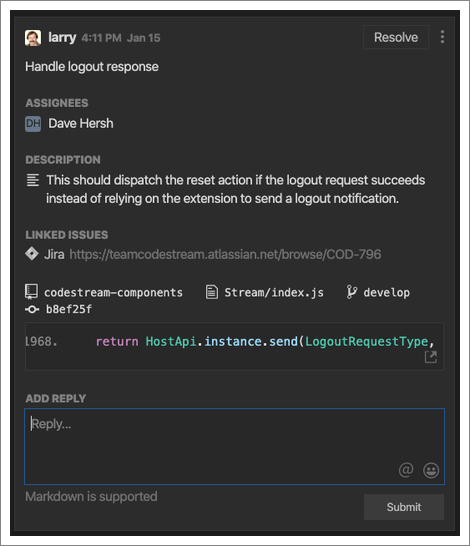 larry 4:11 PM Jan 15 Resolve
Handle logout response
ASSIGNEES
DH Dave Hersh
DESCRIPTION
This should dispatch the reset action if the logout request succeeds
instead of relying on the extension to send a logout notification.
LINKED ISSUES
Jira https://teamcodestream.atlassian.net/browse/COD-796
codestream-components Stream/index.js develop
b8ef25f
1968. return HostApi.instance.send(LogoutRequestType,
ADD REPLY
Reply...
@
Markdown is supported
Submit